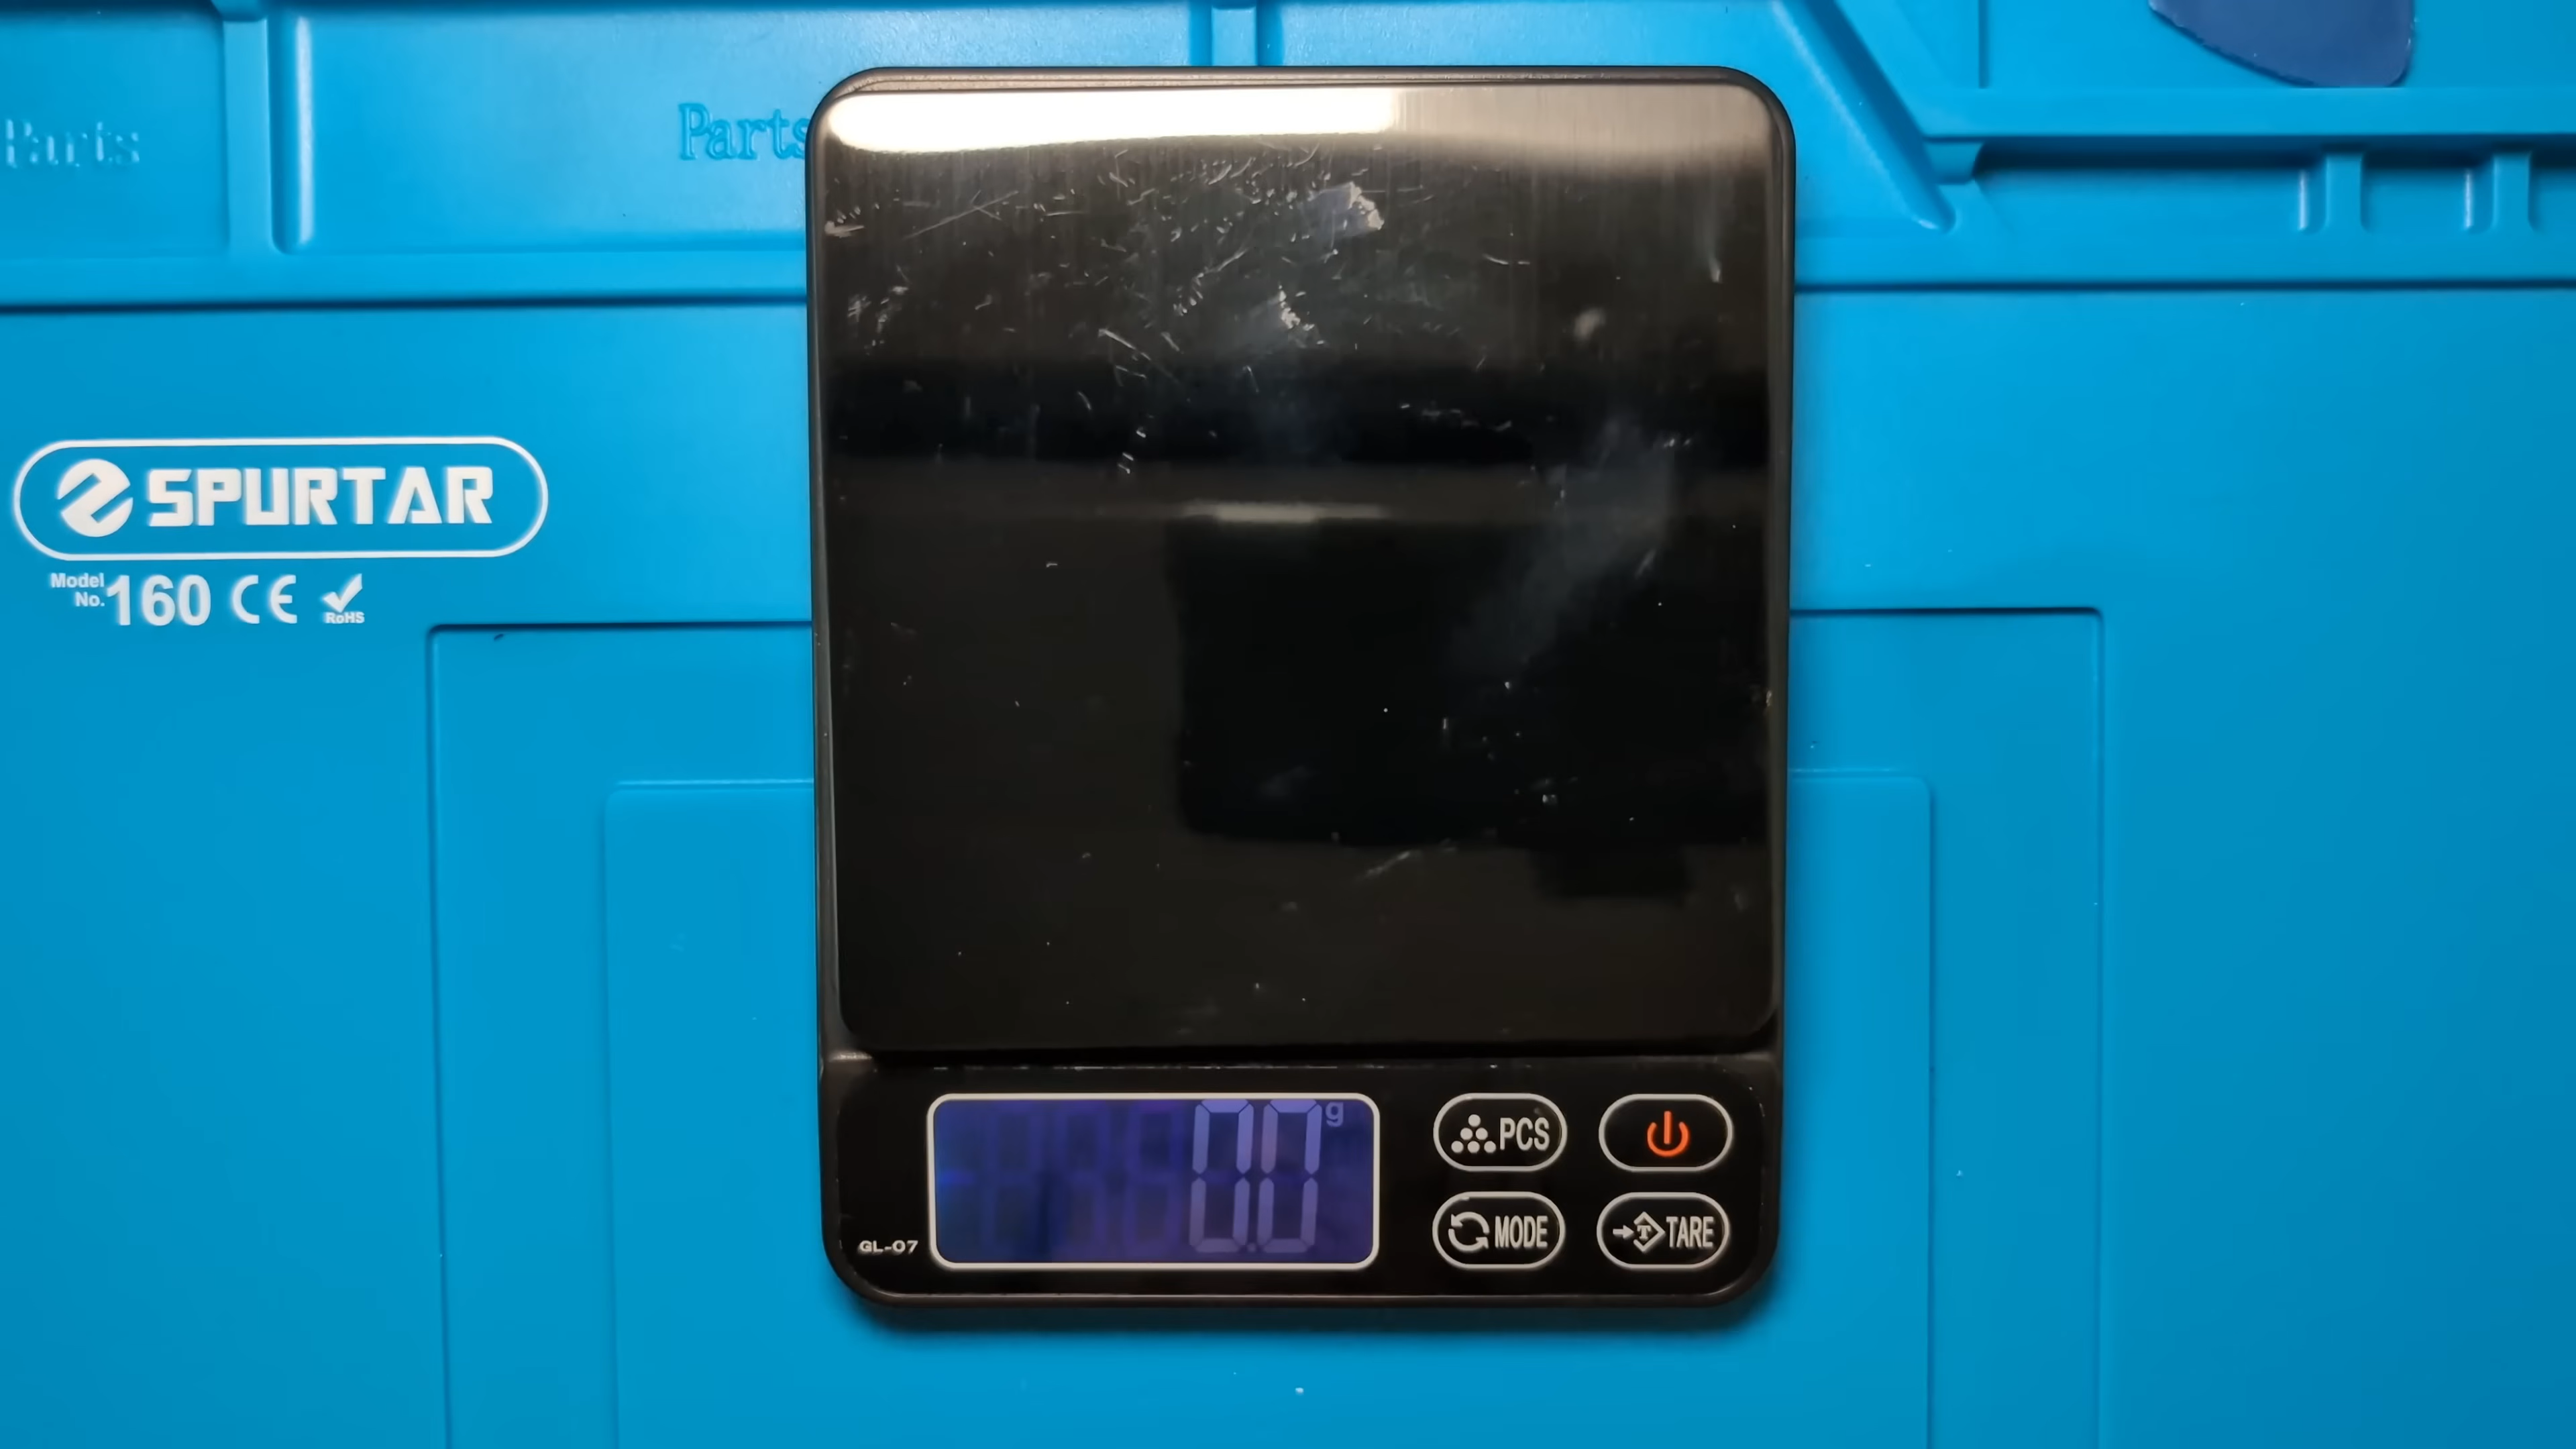 Parts
Parts
SPURTAR
Model No. 160 CE RoHS
0.0 g
PCS
GL-07
MODE
TARE